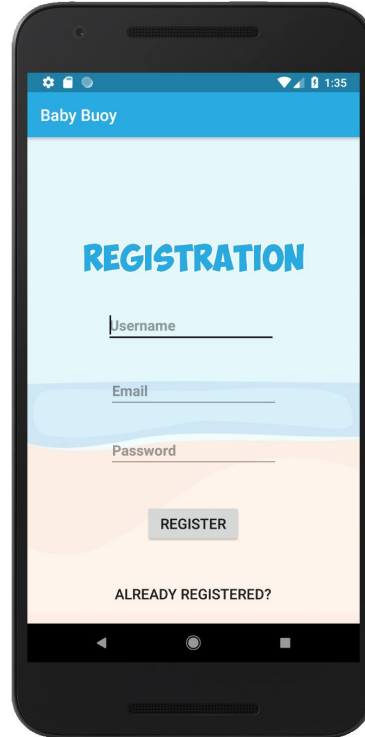 1:35
Baby Buoy
REGISTRATION
Username
Email
Password
REGISTER
ALREADY REGISTERED?